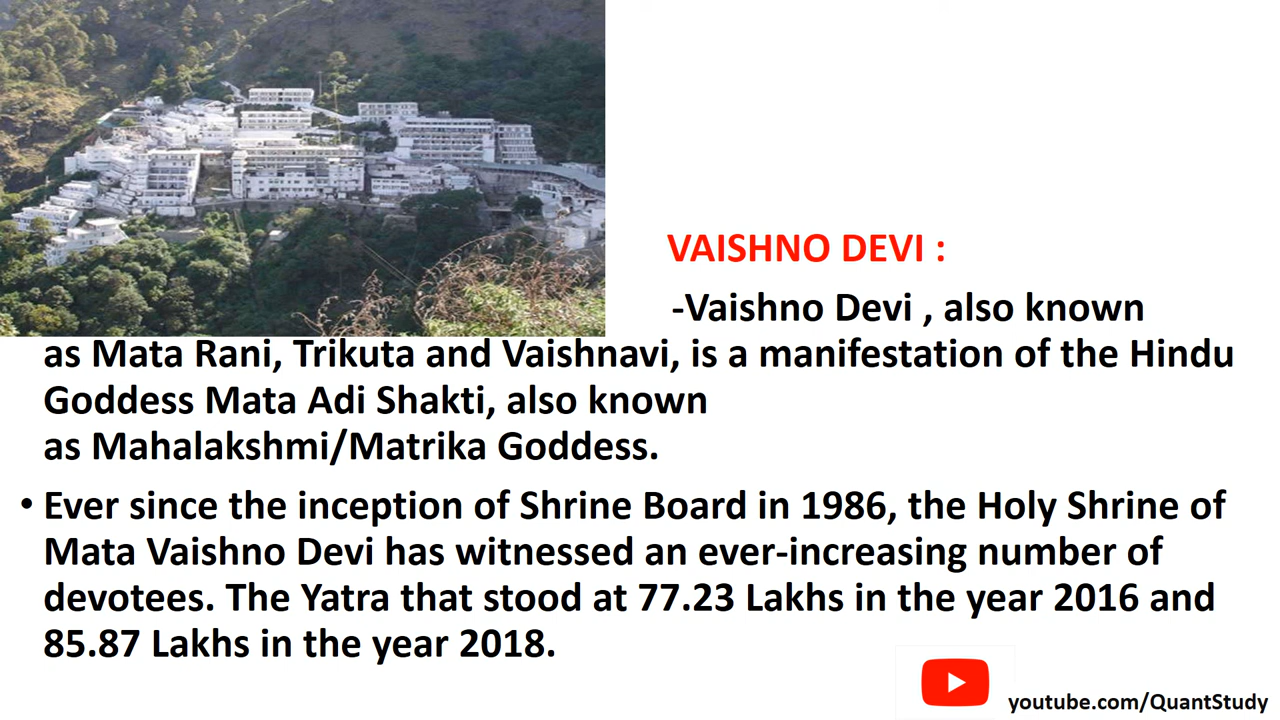 VAISHNO DEVI :
-Vaishno Devi , also known
as Mata Rani, Trikuta and Vaishnavi, is a manifestation of the Hindu
Goddess Mata Adi Shakti, also known
as Mahalakshmi/Matrika Goddess.
• Ever since the inception of Shrine Board in 1986, the Holy Shrine of
Mata Vaishno Devi has witnessed an ever-increasing number of
devotees. The Yatra that stood at 77.23 Lakhs in the year 2016 and
85.87 Lakhs in the year 2018.
youtube.com/QuantStudy